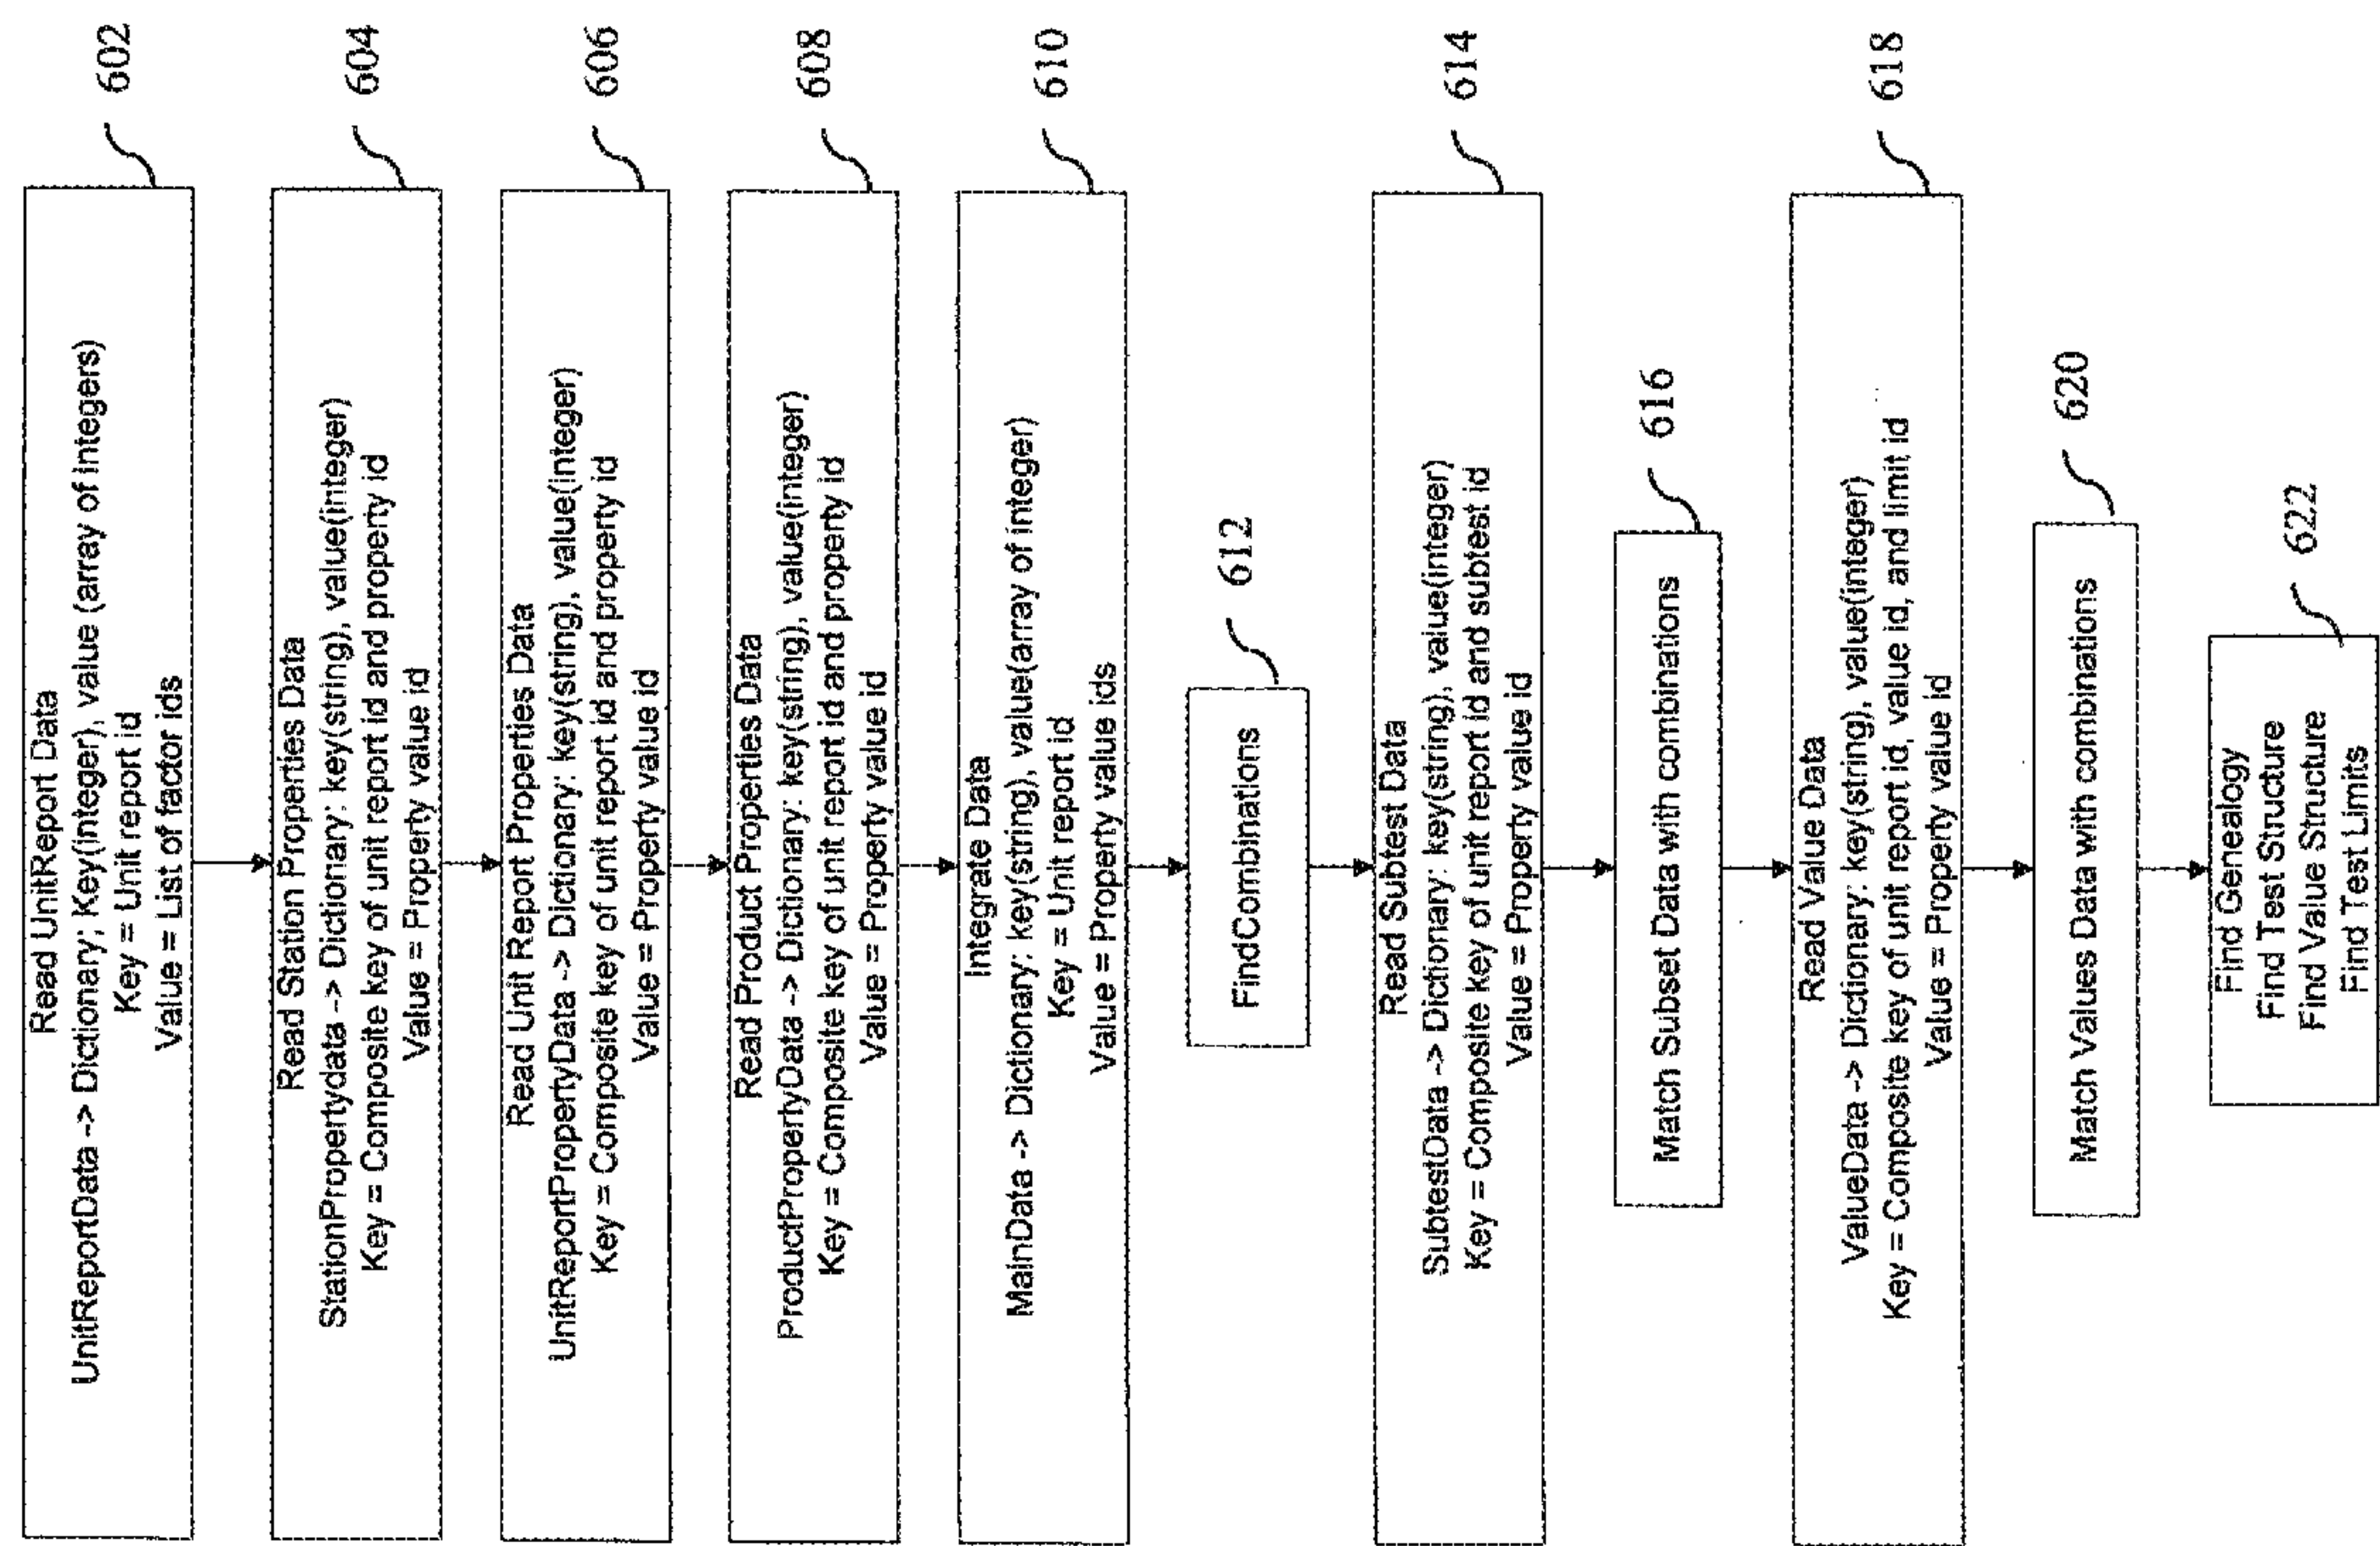 Read UnitReport Data
UnitReportData -> Dictionary; Key(integer), value (array of integers)
Key = Unit report id
Value = List of factor ids
602
Read Station Properties Data
StationPropertydata -> Dictionary: key(string), value(integer)
Key = Composite key of unit report id and property id
Value = Property value id
604
Read Unit Report Properties Data
UnitReportPropertyData -> Dictionary: key(string), value(integer)
Key = Composite key of unit report id and property id
Value = Property value id
606
Read Product Properties Data
ProductPropertyData -> Dictionary: key(string), value(integer)
Key = Composite key of unit report id and property id
Value = Property value id
608
Integrate Data
MainData -> Dictionary: key(string), value(array of integer)
Key = Unit report id
Value = Property value ids
610
FindCombinations
612
Read Subtest Data
SubtestData -> Dictionary: key(string), value(integer)
Key = Composite key of unit report id and subtest id
Value = Property value id
614
Match Subset Data with combinations
616
Read Value Data
ValueData -> Dictionary: key(string), value(integer)
Key = Composite key of unit report id, value id, and limit id
Value = Property value id
618
Match Values Data with combinations
620
Find Genealogy
Find Test Structure
Find Value Structure
Find Test Limits
622